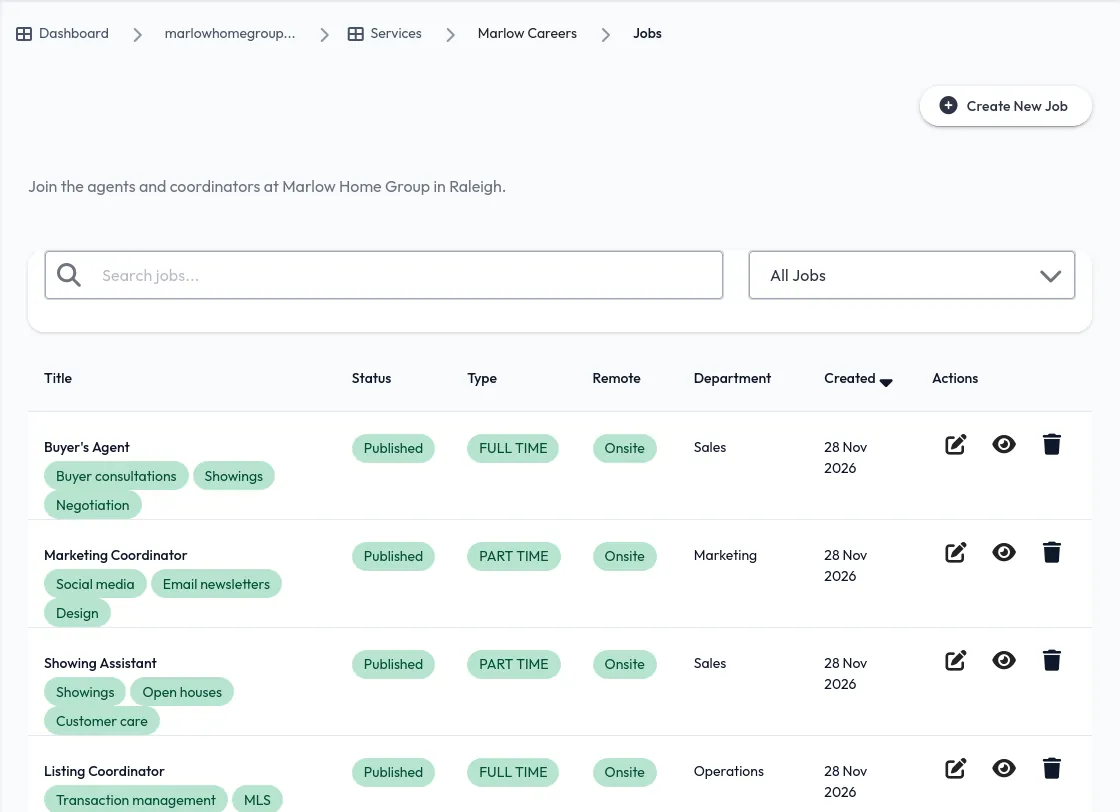 Dashboard marlowhomegroup... Services Marlow Careers Jobs
Create New Job
Join the agents and coordinators at Marlow Home Group in Raleigh.
Search jobs... All Jobs
Title Status Type Remote Department Created Actions
Buyer's Agent Published FULL TIME Onsite Sales 28 Nov
2026
Buyer consultations Showings
Negotiation
Marketing Coordinator Published PART TIME Onsite Marketing 28 Nov
2026
Social media Email newsletters
Design
Showing Assistant Published PART TIME Onsite Sales 28 Nov
2026
Showings Open houses
Customer care
Listing Coordinator Published FULL TIME Onsite Operations 28 Nov
2026
Transaction management MLS